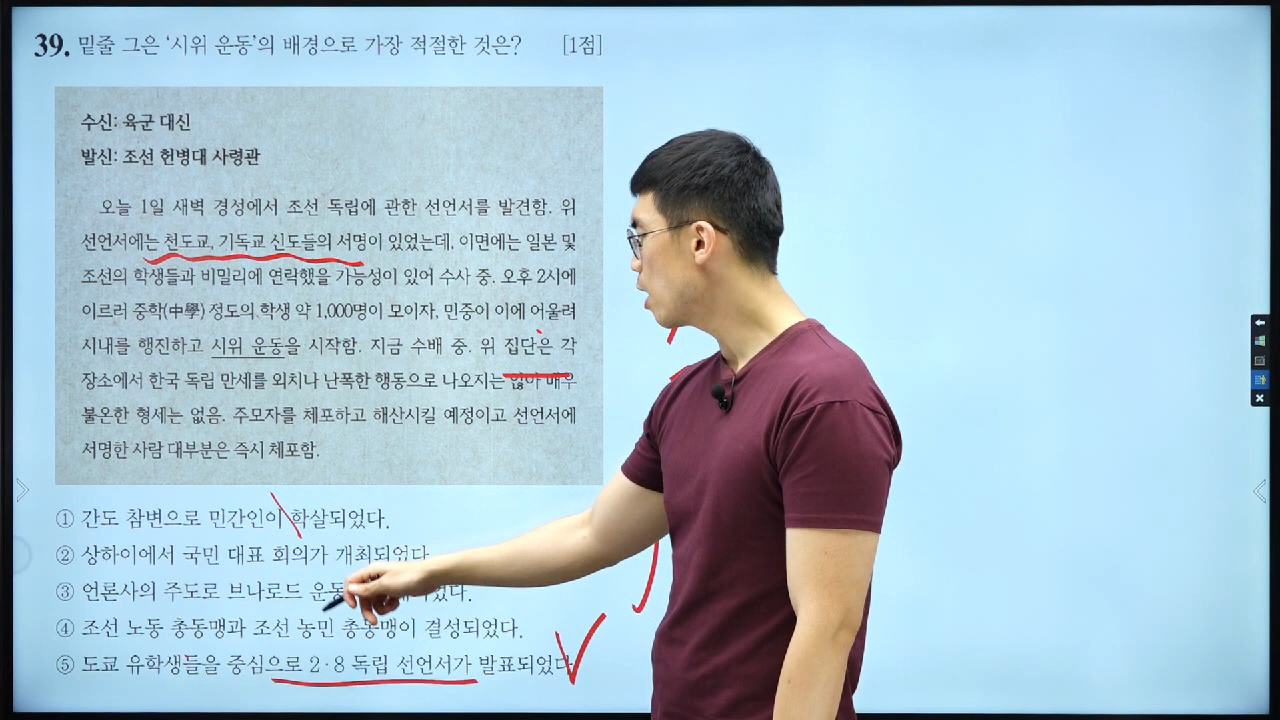 39. 밑줄 그은 ‘시위 운동’의 배경으로 가장 적절한 것은? [1점]
수신: 육군 대신
발신: 조선 헌병대 사령관
오늘 1일 새벽 경성에서 조선 독립에 관한 선언서를 발견함. 위
선언서에는 천도교, 기독교 신도들의 서명이 있었는데, 이면에는 일본 및
조선의 학생들과 비밀리에 연락했을 가능성이 있어 수사 중. 오후 2시에
이르러 중학(中學) 정도의 학생 약 1,000명이 모이자, 민중이 이에 어울려
시내를 행진하고 시위 운동을 시작함. 지금 수배 중. 위 집단은 각
장소에서 한국 독립 만세를 외치나 난폭한 행동으로 나오지는 않아 매우
불온한 형세는 없음. 주모자를 체포하고 해산시킬 예정이고 선언서에
서명한 사람 대부분은 즉시 체포함.
① 간도 참변으로 민간인이 학살되었다.
② 상하이에서 국민 대표 회의가 개최되었다
③ 언론사의 주도로 브나로드 되었다.
④ 조선 노동 총동맹과 조선 농민 총동맹이 결성되었다.
⑤ 도쿄 유학생들을 중심으로 2·8 독립 선언서가 발표되었다